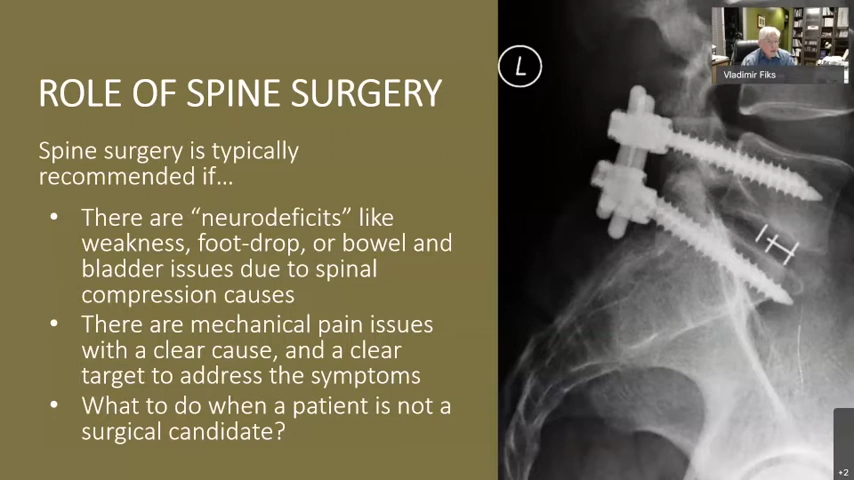 ROLE OF SPINE SURGERY
Spine surgery is typically
recommended if...
• There are “neurodeficits” like
weakness, foot-drop, or bowel and
bladder issues due to spinal
compression causes
• There are mechanical pain issues
with a clear cause, and a clear
target to address the symptoms
• What to do when a patient is not a
surgical candidate?
L
Vladimir Fiks
+2